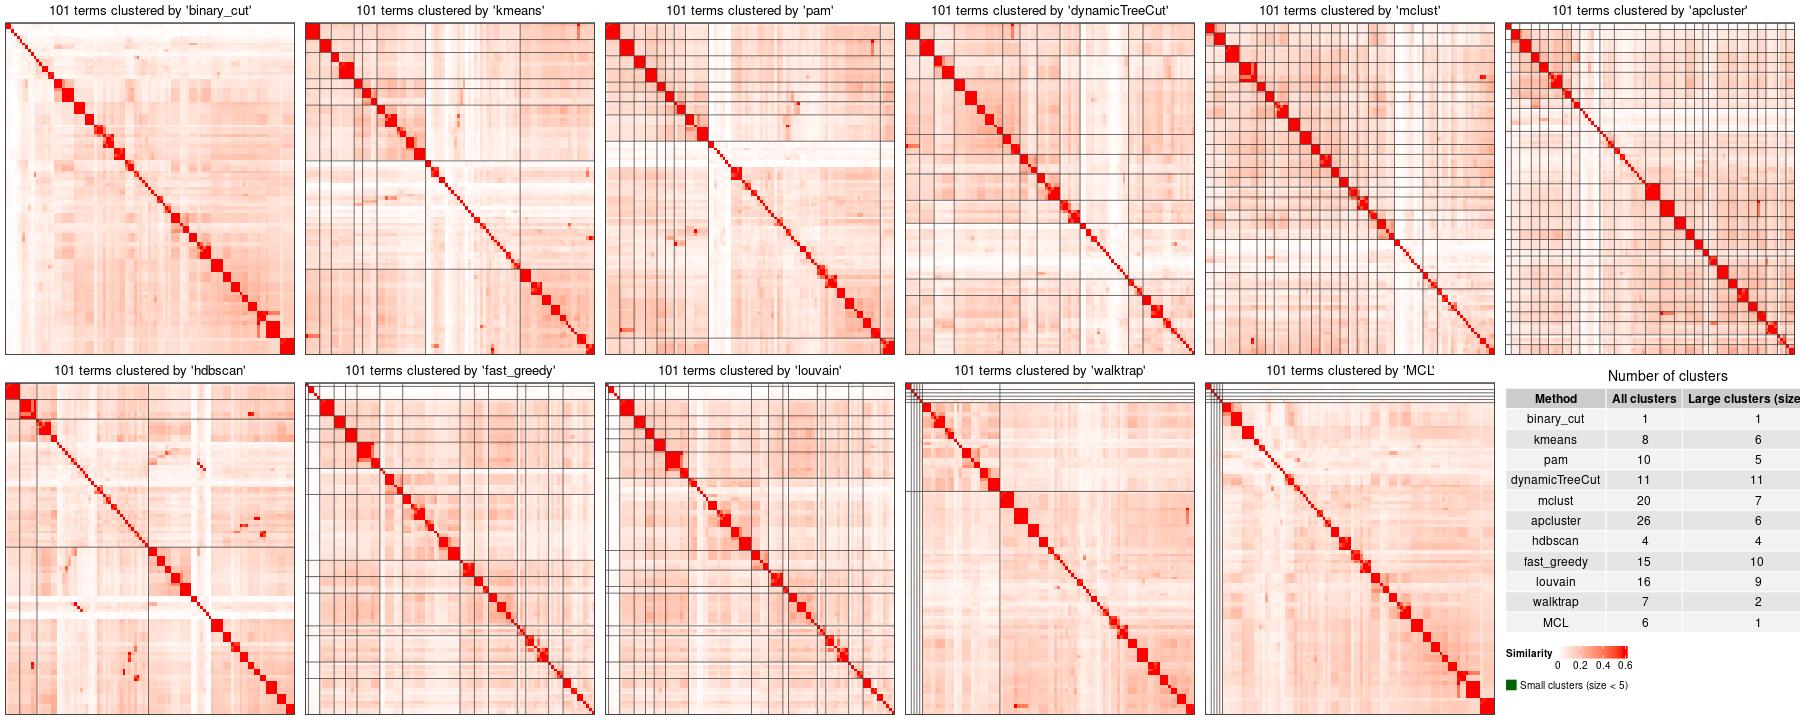 101 terms clustered by 'binary_cut'
101 terms clustered by 'kmeans'
101 terms clustered by 'pam'
101 terms clustered by 'dynamicTreeCut'
101 terms clustered by 'mclust'
101 terms clustered by 'apcluster'
101 terms clustered by 'hdbscan'
101 terms clustered by 'fast_greedy'
101 terms clustered by 'louvain'
101 terms clustered by 'walktrap'
101 terms clustered by 'MCL'
Number of clusters
Method All clusters Large clusters (size
binary_cut 1 1
kmeans 8 6
pam 10 5
dynamicTreeCut 11 11
mclust 20 7
apcluster 26 6
hdbscan 4 4
fast_greedy 15 10
louvain 16 9
walktrap 7 2
MCL 6 1
Similarity
0 0.2 0.4 0.6
Small clusters (size < 5)